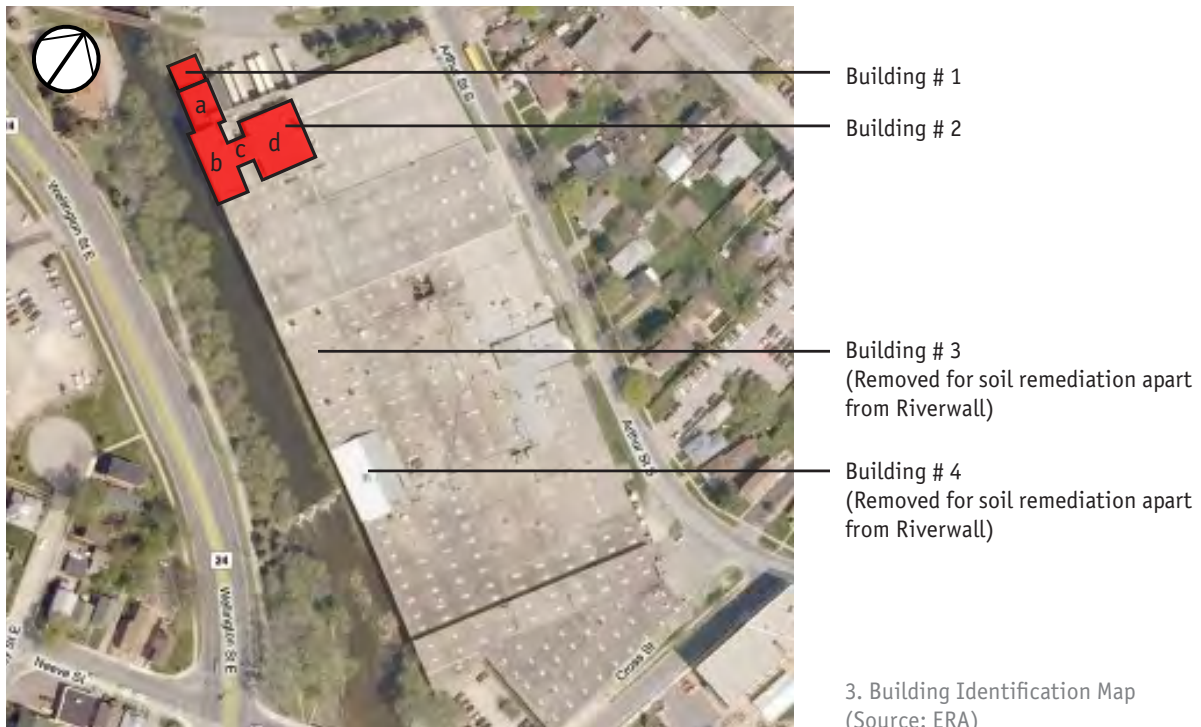 Building # 1
Building # 2
Building # 3
(Removed for soil remediation apart
from Riverwall)
Building # 4
(Removed for soil remediation apart
from Riverwall)
3. Building Identification Map
(Source: ERA)
a
b
c
d
Arthur St S
Arthur St S
Wellington St E
34
Wellington St E
Neeve St
Cross St